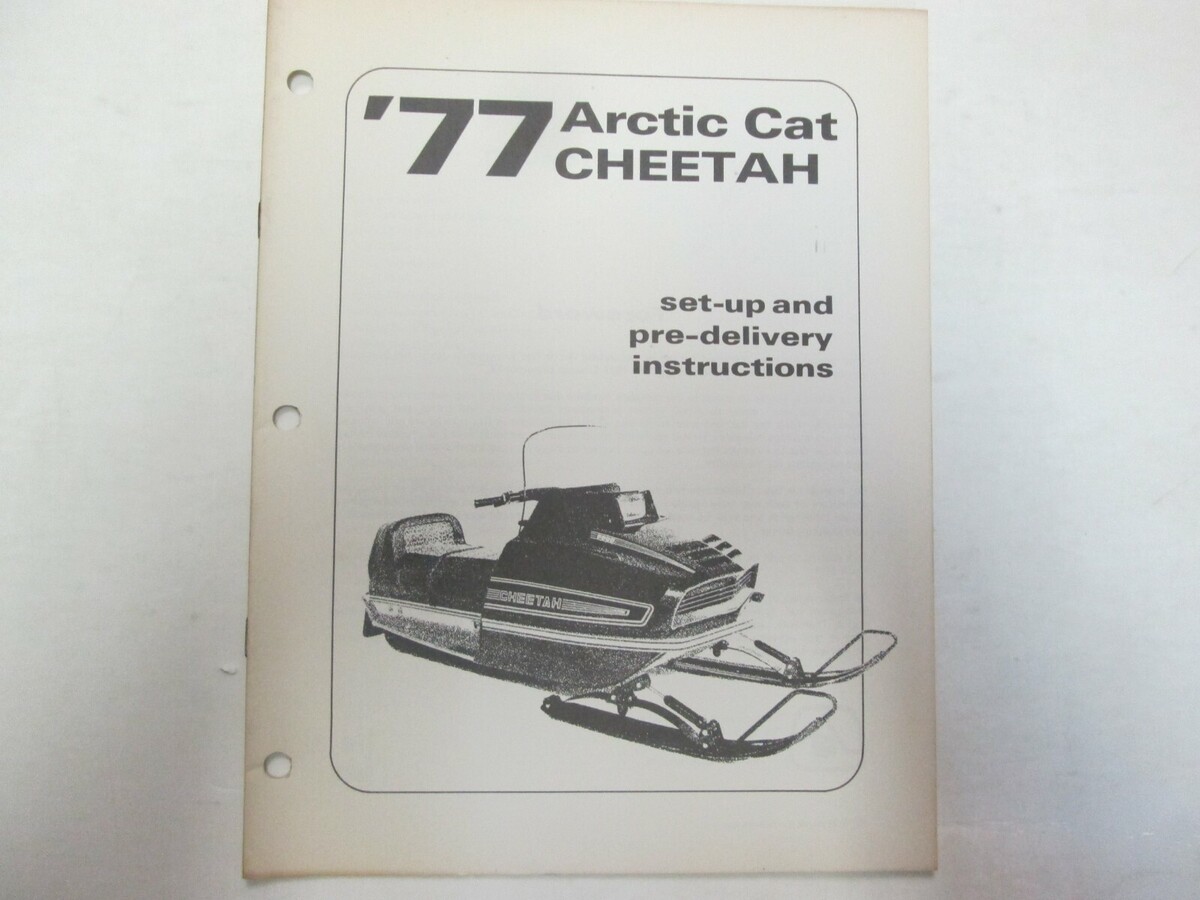 '77 Arctic Cat
CHEETAH
set-up and
pre-delivery
instructions
CHEETAH